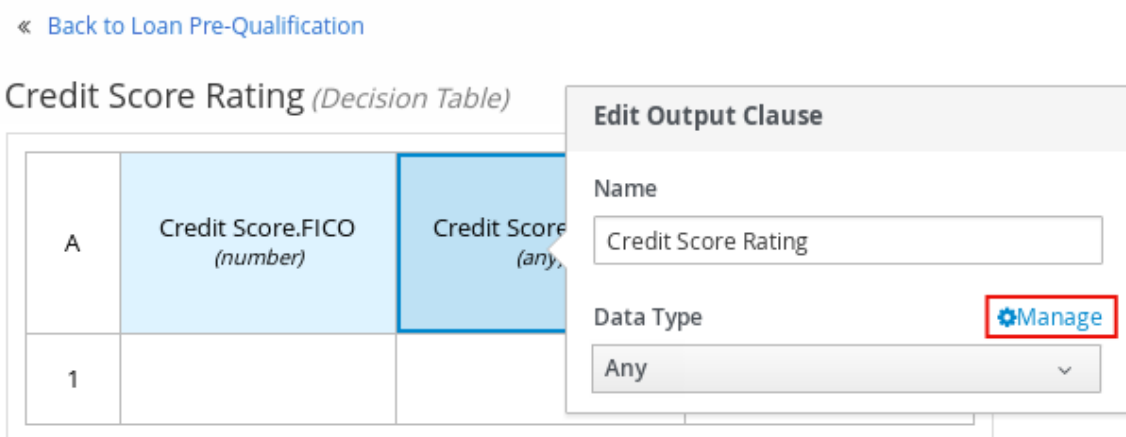 « Back to Loan Pre-Qualification
Credit Score Rating (Decision Table)
Edit Output Clause
Name
Credit Score Rating
Data Type
Manage
Any
A
Credit Score.FICO
(number)
Credit Score
(any)
1